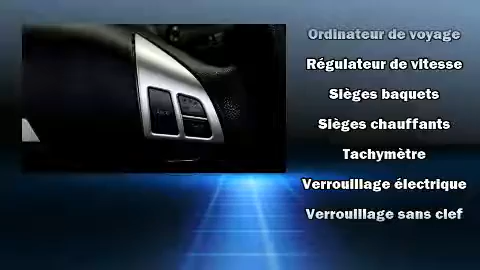 Ordinateur de voyage
Régulateur de vitesse
Sièges baquets
Sièges chauffants
Tachymètre
Verrouillage électrique
Verrouillage sans clef